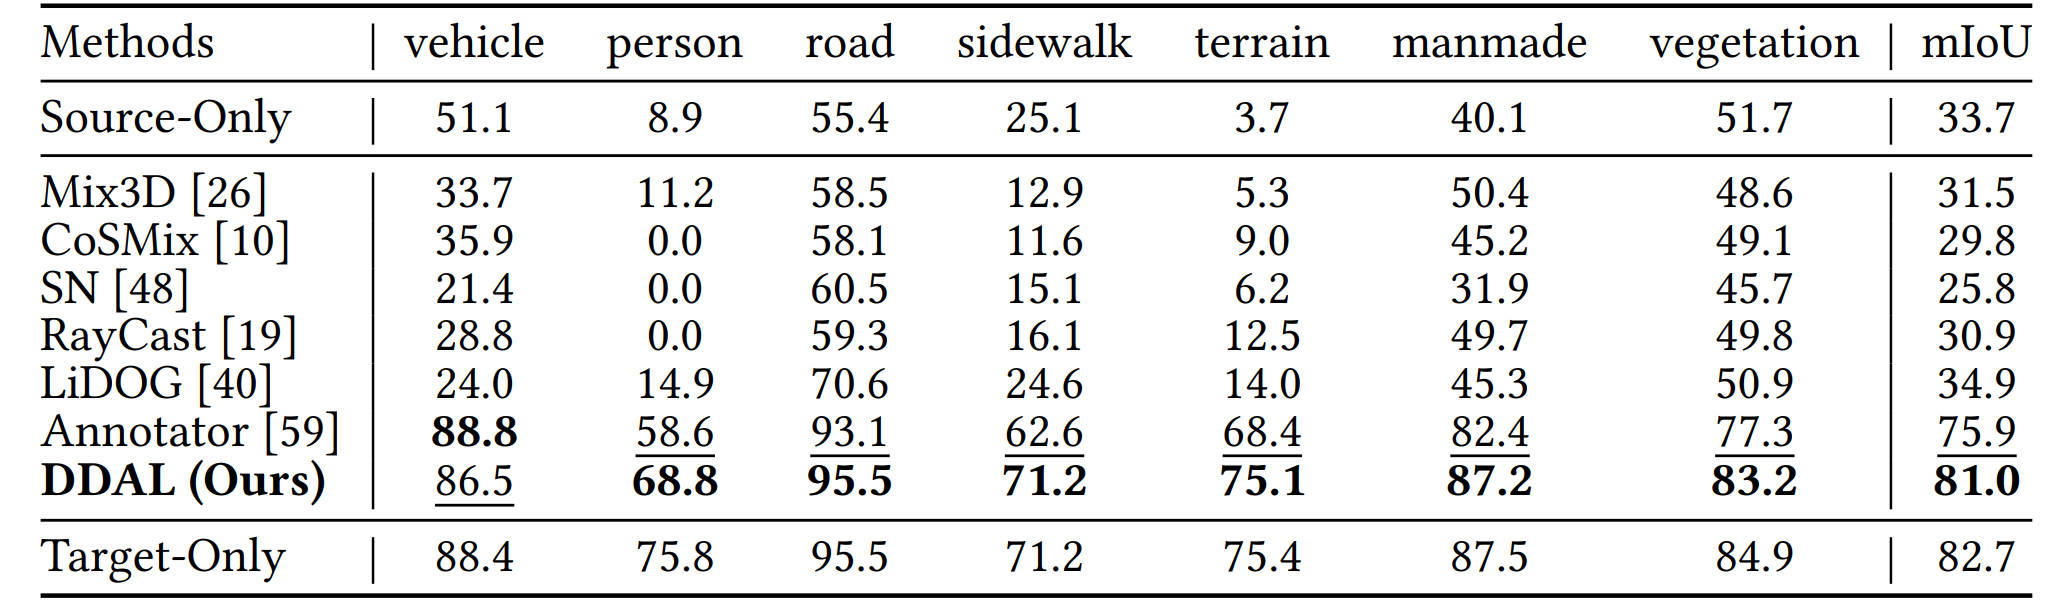 Methods vehicle person road sidewalk terrain manmade vegetation mIoU
Source-Only 51.1 8.9 55.4 25.1 3.7 40.1 51.7 33.7
Mix3D [26] 33.7 11.2 58.5 12.9 5.3 50.4 48.6 31.5
CoSMix [10] 35.9 0.0 58.1 11.6 9.0 45.2 49.1 29.8
SN [48] 21.4 0.0 60.5 15.1 6.2 31.9 45.7 25.8
RayCast [19] 28.8 0.0 59.3 16.1 12.5 49.7 49.8 30.9
LiDOG [40] 24.0 14.9 70.6 24.6 14.0 45.3 50.9 34.9
Annotator [59] 88.8 58.6 93.1 62.6 68.4 82.4 77.3 75.9
DDAL (Ours) 86.5 68.8 95.5 71.2 75.1 87.2 83.2 81.0
Target-Only 88.4 75.8 95.5 71.2 75.4 87.5 84.9 82.7